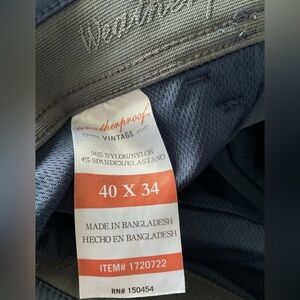 Weatherp
weatherproof
VINTAGE
96% NYLON/NYLON
4% SPANDEX/ELASTANO
40 X 34
MADE IN BANGLADESH
HECHO EN BANGLADESH
ITEM# 1720722
RN# 150454